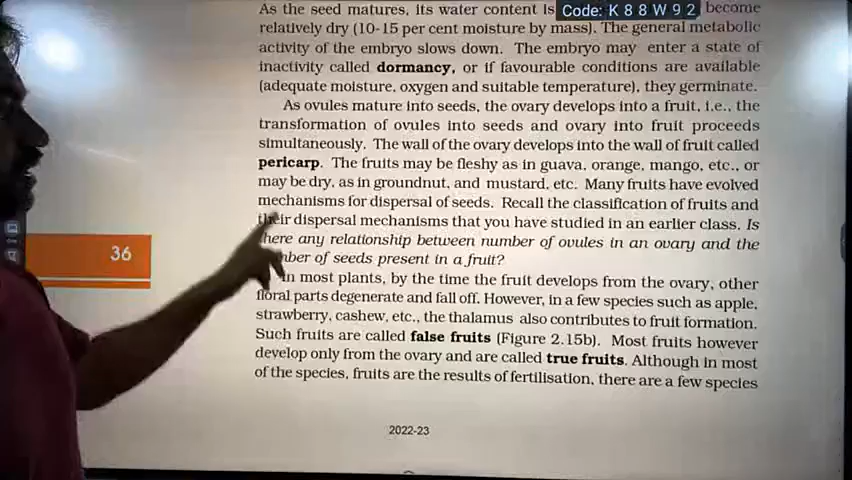 As the seed matures, its water content is Code: K 8 8 W 9 2 become
relatively dry (10-15 per cent moisture by mass). The general metabolic
activity of the embryo slows down. The embryo may enter a state of
inactivity called dormancy, or if favourable conditions are available
(adequate moisture, oxygen and suitable temperature), they germinate.
As ovules mature into seeds, the ovary develops into a fruit, i.e., the
transformation of ovules into seeds and ovary into fruit proceeds
simultaneously. The wall of the ovary develops into the wall of fruit called
pericarp. The fruits may be fleshy as in guava, orange, mango, etc., or
may be dry, as in groundnut, and mustard, etc. Many fruits have evolved
mechanisms for dispersal of seeds. Recall the classification of fruits and
their dispersal mechanisms that you have studied in an earlier class. Is
there any relationship between number of ovules in an ovary and the
number of seeds present in a fruit?
36
In most plants, by the time the fruit develops from the ovary, other
floral parts degenerate and fall off. However, in a few species such as apple,
strawberry, cashew, etc., the thalamus also contributes to fruit formation.
Such fruits are called false fruits (Figure 2.15b). Most fruits however
develop only from the ovary and are called true fruits. Although in most
of the species, fruits are the results of fertilisation, there are a few species
2022-23